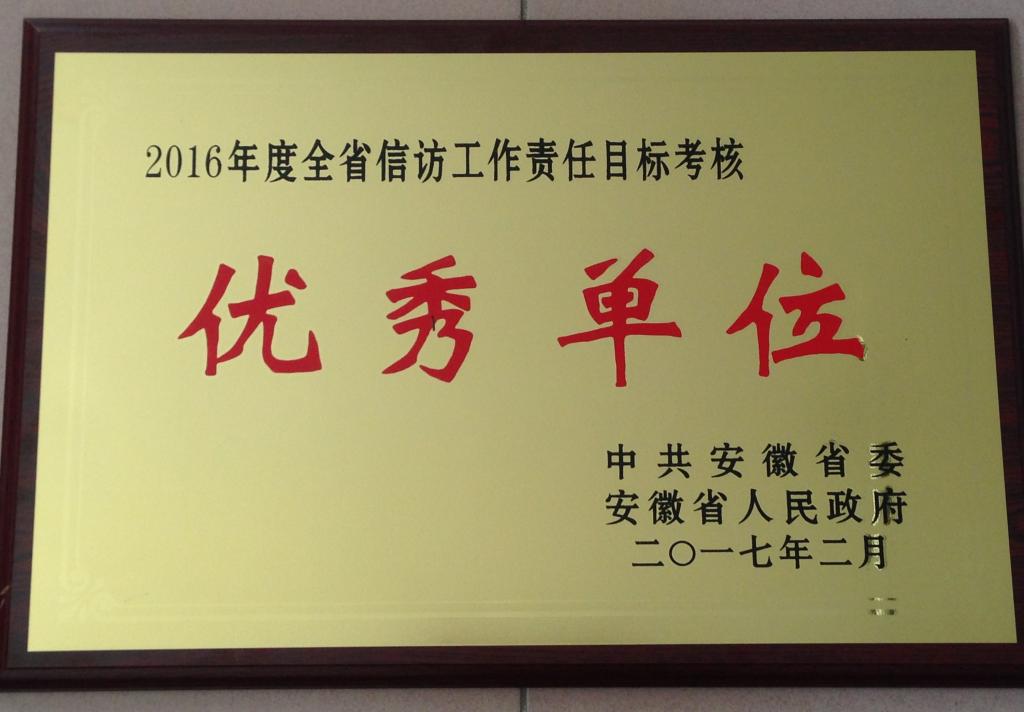 2016年度全省信访工作责任目标考核
优秀单位
中共安徽省委
安徽省人民政府
二〇一七年二月